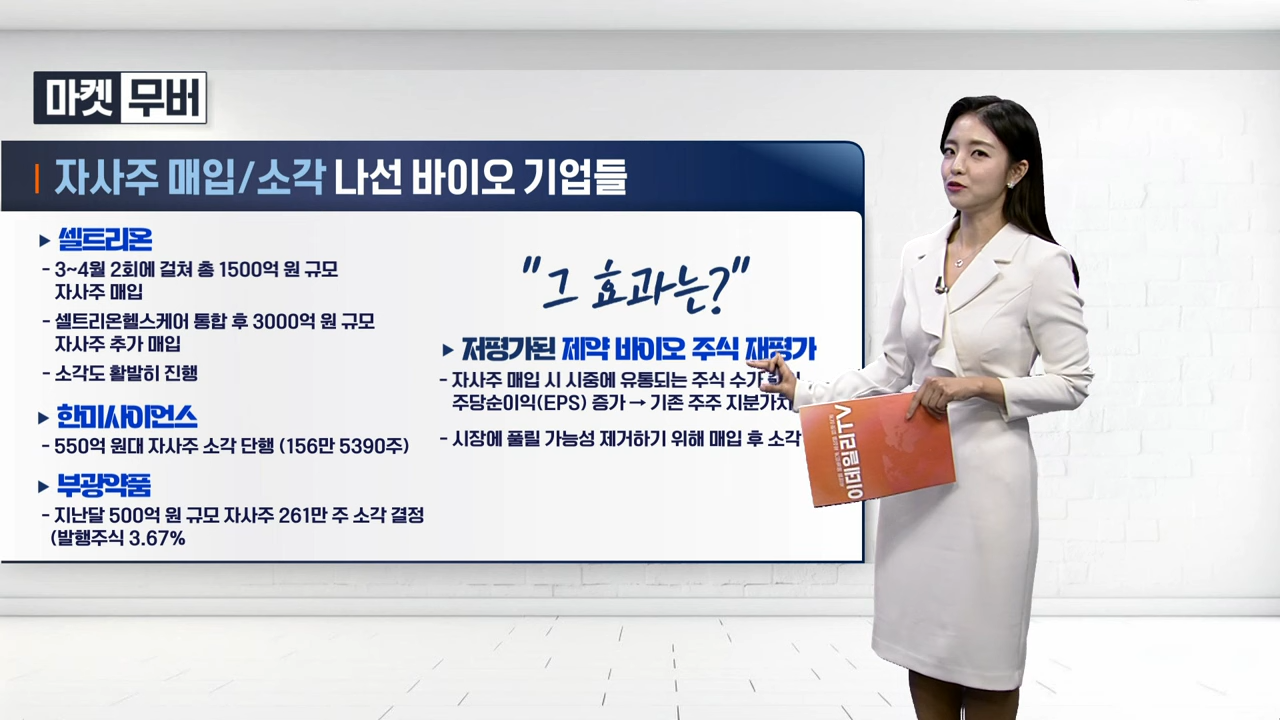 마켓 무버
자사주 매입/소각 나선 바이오 기업들
▶ 셀트리온
- 3~4월 2회에 걸쳐 총 1500억 원 규모
자사주 매입
- 셀트리온헬스케어 통합 후 3000억 원 규모
자사주 추가 매입
- 소각도 활발히 진행
▶ 한미사이언스
- 550억 원대 자사주 소각 단행 (156만 5390주)
▶ 부광약품
- 지난달 500억 원 규모 자사주 261만 주 소각 결정
(발행주식 3.67%
"그 효과는?"
▶ 저평가된 제약 바이오 주식 재평가
- 자사주 매입 시 시중에 유통되는 주식 수가
주당순이익(EPS) 증가 → 기존 주주 지분가치
- 시장에 풀릴 가능성 제거하기 위해 매입 후 소각
이데일리TV